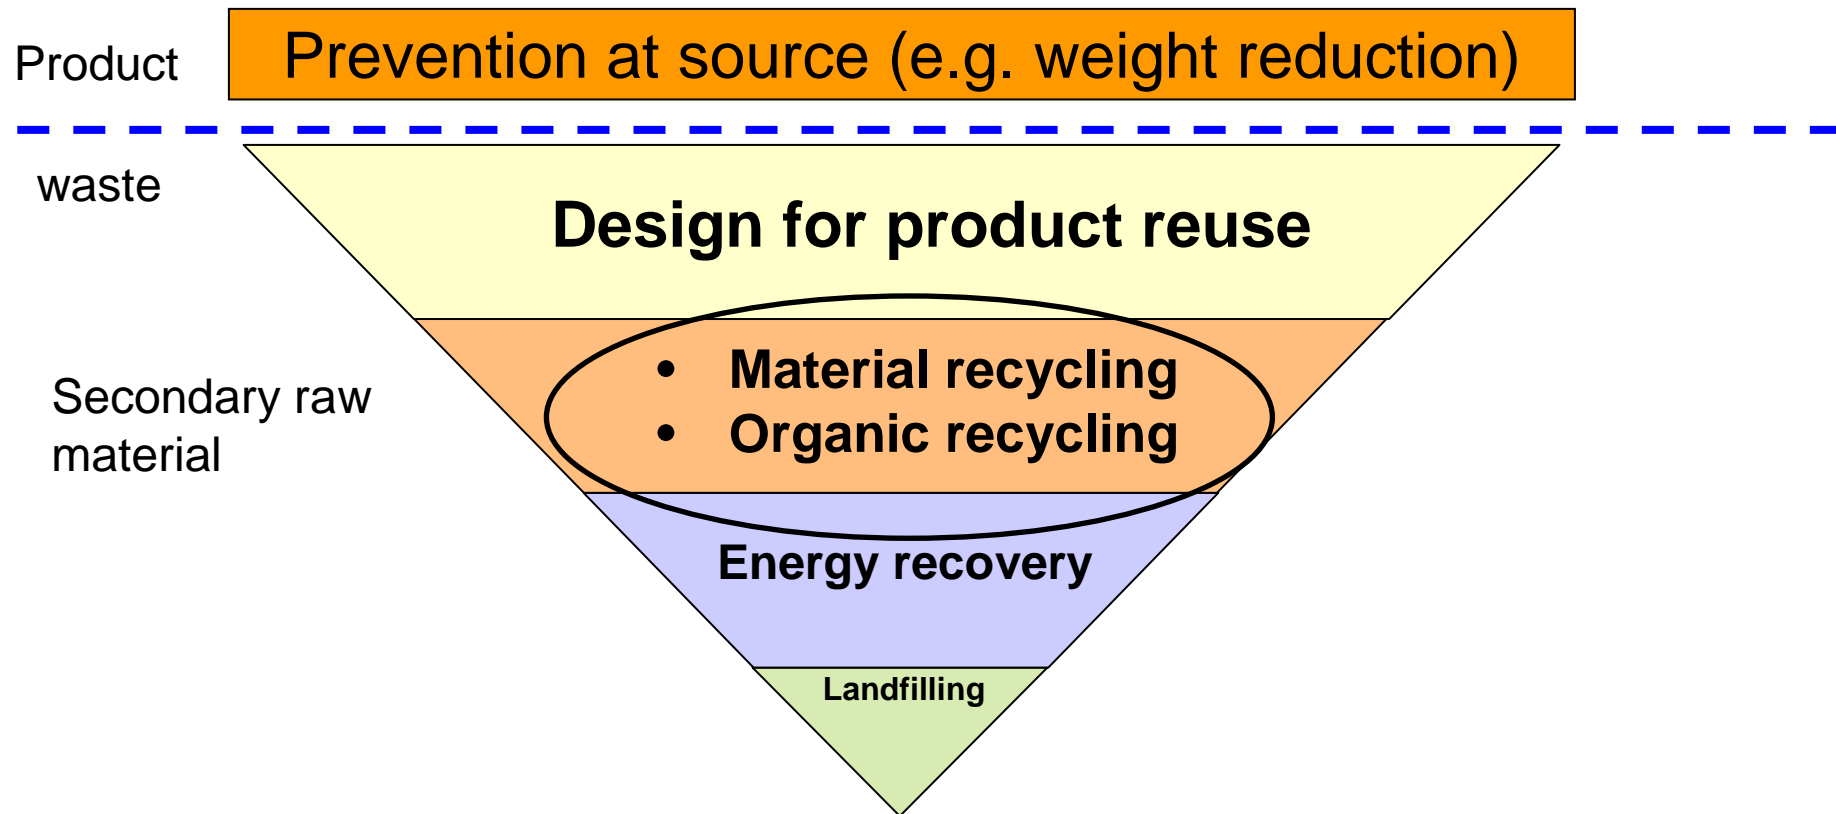 Product
Prevention at source (e.g. weight reduction)
waste
Design for product reuse
Secondary raw
material
• Material recycling
• Organic recycling
Energy recovery
Landfilling